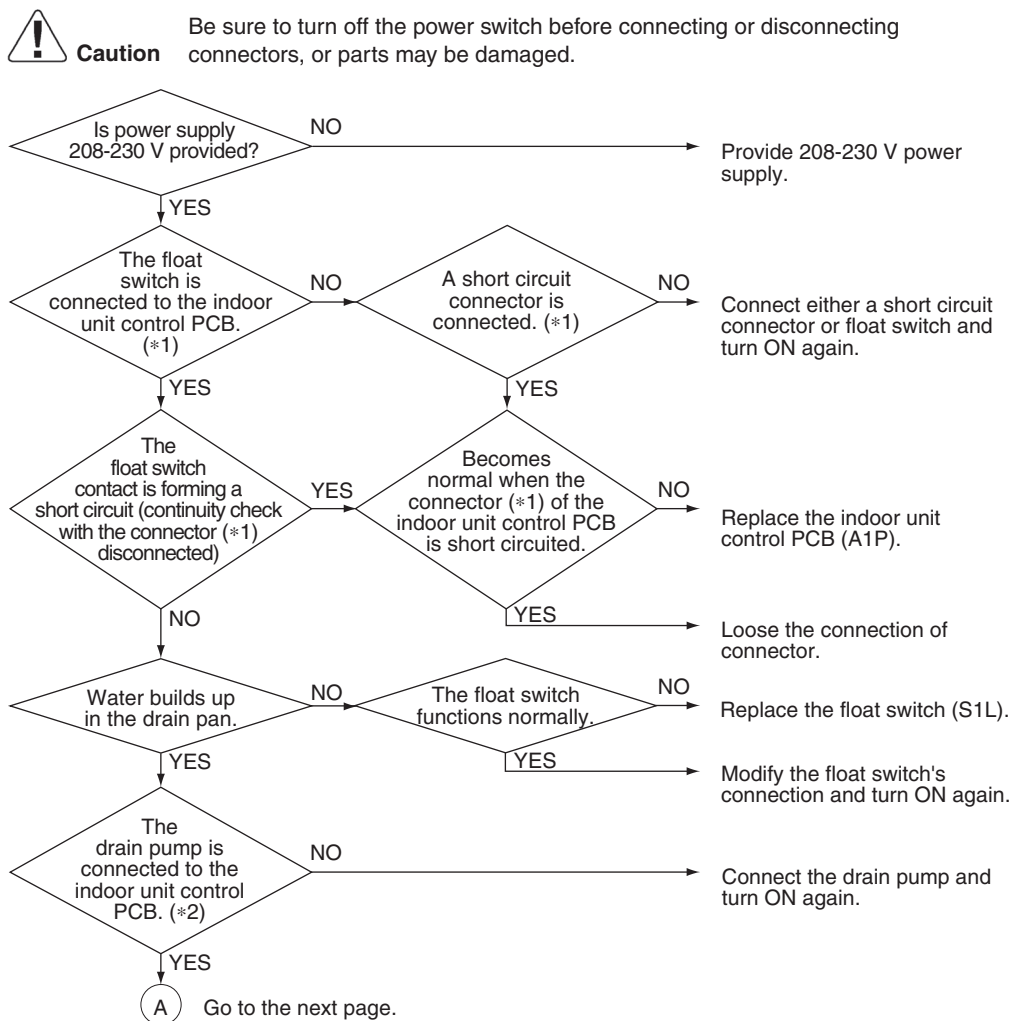 Be sure to turn off the power switch before connecting or disconnecting
Caution connectors, or parts may be damaged.
Is power supply
208-230 V provided?
NO
Provide 208-230 V power
supply.
YES
The float
switch is
connected to the indoor
unit control PCB.
(*1)
NO
A short circuit
connector is
connected. (*1)
NO
Connect either a short circuit
connector or float switch and
turn ON again.
YES
YES
The
float switch
contact is forming a
short circuit (continuity check
with the connector (*1)
disconnected)
YES
Becomes
normal when the
connector (*1) of the
indoor unit control PCB
is short circuited.
NO
Replace the indoor unit
control PCB (A1P).
NO
YES
Loose the connection of
connector.
Water builds up
in the drain pan.
NO
The float switch
functions normally.
NO
Replace the float switch (S1L).
YES
YES
Modify the float switch's
connection and turn ON again.
The
drain pump is
connected to the
indoor unit control
PCB. (*2)
NO
Connect the drain pump and
turn ON again.
YES
A Go to the next page.